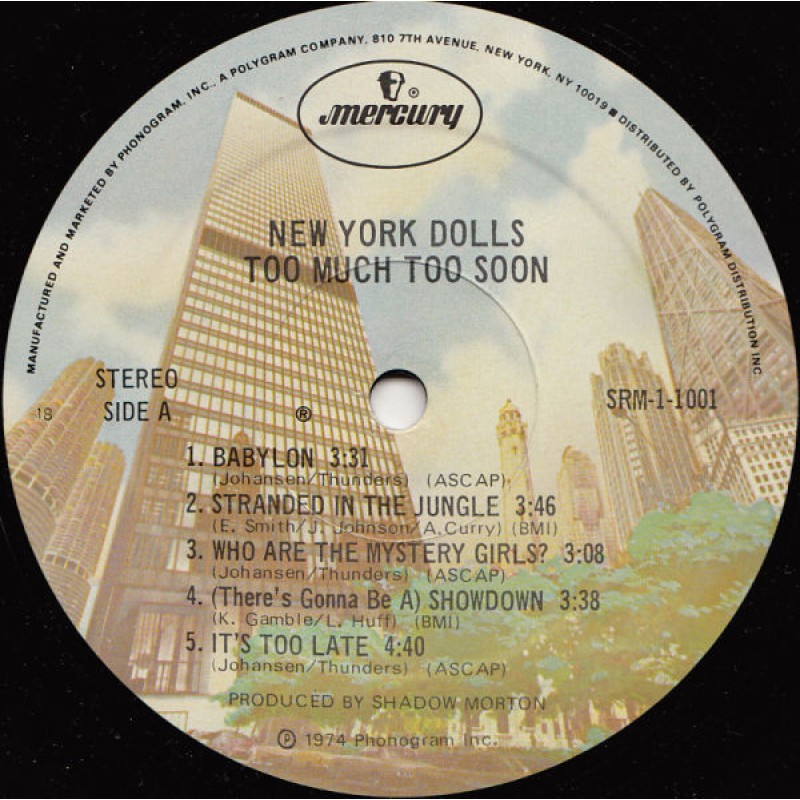 MANUFACTURED AND MARKETED BY PHONOGRAM, INC., A POLYGRAM COMPANY, 810 7TH AVENUE, NEW YORK, NY 10019 ■ DISTRIBUTED BY POLYGRAM DISTRIBUTION INC
mercury ®
NEW YORK DOLLS
TOO MUCH TOO SOON
STEREO
18 SIDE A
®
SRM-1-1001
1. BABYLON 3:31
(Johansen/Thunders) (ASCAP)
2. STRANDED IN THE JUNGLE 3:46
(E. Smith/J. Johnson/A.Curry) (BMI)
3. WHO ARE THE MYSTERY GIRLS? 3:08
(Johansen/Thunders) (ASCAP)
4. (There's Gonna Be A) SHOWDOWN 3:38
(K. Gamble/L. Huff) (BMI)
5. IT'S TOO LATE 4:40
(Johansen/Thunders) (ASCAP)
PRODUCED BY SHADOW MORTON
℗ 1974 Phonogram Inc.